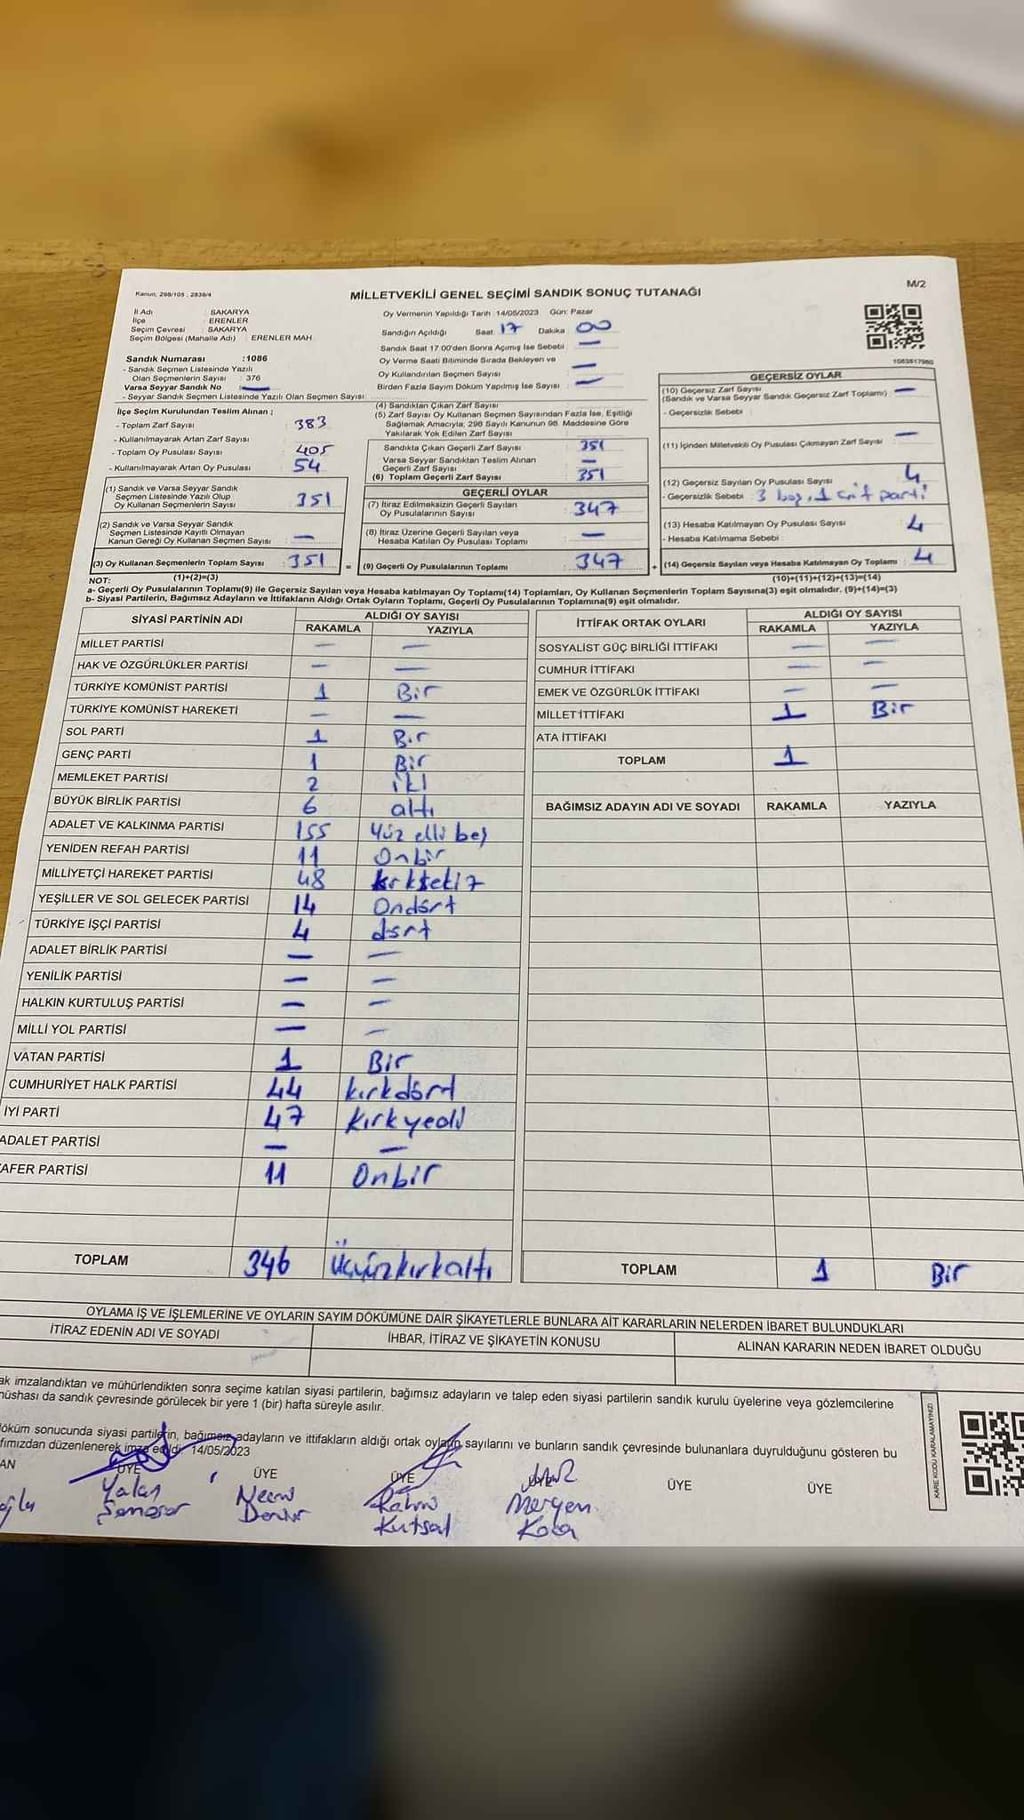 Kanun, 298/105 : 2839/4
MİLLETVEKİLİ GENEL SEÇİMİ SANDIK SONUÇ TUTANAĞI
M/2
İl Adı : SAKARYA
İlçe : ERENLER
Seçim Çevresi : SAKARYA
Seçim Bölgesi (Mahalle Adı) : ERENLER MAH
Sandık Numarası :1086
- Sandık Seçmen Listesinde Yazılı
Olan Seçmenlerin Sayısı : 376
Varsa Seyyar Sandık No —
- Seyyar Sandık Seçmen Listesinde Yazılı Olan Seçmen Sayısı
Oy Vermenin Yapıldığı Tarih :14/05/2023 Gün: Pazar
Sandığın Açıldığı Saat 17 Dakika 00
Sandık Saat 17.00'den Sonra Açılmış İse Sebebi : —
Oy Verme Saati Bitiminde Sırada Bekleyen ve
Oy Kullandırılan Seçmen Sayısı : —
Birden Fazla Sayım Döküm Yapılmış İse Sayısı : —
İlçe Seçim Kurulundan Teslim Alınan ;
- Toplam Zarf Sayısı : 383
- Kullanılmayarak Artan Zarf Sayısı :
- Toplam Oy Pusulası Sayısı : 405
- Kullanılmayarak Artan Oy Pusulası : 54
(1) Sandık ve Varsa Seyyar Sandık
Seçmen Listesinde Yazılı Olup
Oy Kullanan Seçmenlerin Sayısı : 351
(2) Sandık ve Varsa Seyyar Sandık
Seçmen Listesinde Kayıtlı Olmayan
Kanun Gereği Oy Kullanan Seçmen Sayısı : —
(3) Oy Kullanan Seçmenlerin Toplam Sayısı : 351
(1)+(2)=(3)
(4) Sandıktan Çıkan Zarf Sayısı :
(5) Zarf Sayısı Oy Kullanan Seçmen Sayısından Fazla İse, Eşitliği
Sağlamak Amacıyla, 298 Sayılı Kanunun 98. Maddesine Göre
Yakılarak Yok Edilen Zarf Sayısı :
Sandıkta Çıkan Geçerli Zarf Sayısı : 351
Varsa Seyyar Sandıktan Teslim Alınan
Geçerli Zarf Sayısı : —
(6) Toplam Geçerli Zarf Sayısı : 351
GEÇERLİ OYLAR
(7) İtiraz Edilmeksizin Geçerli Sayılan
Oy Pusulalarının Sayısı : 347
(8) İtiraz Üzerine Geçerli Sayılan veya
Hesaba Katılan Oy Pusulası Toplamı : —
= (9) Geçerli Oy Pusulalarının Toplamı : 347
GEÇERSİZ OYLAR
(10) Geçersiz Zarf Sayısı
(Sandık ve Varsa Seyyar Sandık Geçersiz Zarf Toplamı) : —
- Geçersizlik Sebebi :
(11) İçinden Milletvekili Oy Pusulası Çıkmayan Zarf Sayısı : —
(12) Geçersiz Sayılan Oy Pusulası Sayısı : 4
- Geçersizlik Sebebi : 3 boş, 1 çift parti
(13) Hesaba Katılmayan Oy Pusulası Sayısı : 4
- Hesaba Katılmama Sebebi :
+ (14) Geçersiz Sayılan veya Hesaba Katılmayan Oy Toplamı : 4
(10)+(11)+(12)+(13)=(14)
NOT:
a- Geçerli Oy Pusulalarının Toplamı(9) ile Geçersiz Sayılan veya Hesaba katılmayan Oy Toplamı(14) Toplamları, Oy Kullanan Seçmenlerin Toplam Sayısına(3) eşit olmalıdır. (9)+(14)=(3)
b- Siyasi Partilerin, Bağımsız Adayların ve İttifakların Aldığı Ortak Oyların Toplamı, Geçerli Oy Pusulalarının Toplamına(9) eşit olmalıdır.
SİYASİ PARTİNİN ADI ALDIĞI OY SAYISI
RAKAMLA YAZIYLA
MİLLET PARTİSİ — —
HAK VE ÖZGÜRLÜKLER PARTİSİ — —
TÜRKİYE KOMÜNİST PARTİSİ 1 Bir
TÜRKİYE KOMÜNİST HAREKETİ — —
SOL PARTİ 1 Bir
GENÇ PARTİ 1 Bir
MEMLEKET PARTİSİ 2 iki
BÜYÜK BİRLİK PARTİSİ 6 altı
ADALET VE KALKINMA PARTİSİ 155 Yüz elli beş
YENİDEN REFAH PARTİSİ 11 Onbir
MİLLİYETÇİ HAREKET PARTİSİ 48 kırksekiz
YEŞİLLER VE SOL GELECEK PARTİSİ 14 Ondört
TÜRKİYE İŞÇİ PARTİSİ 4 dört
ADALET BİRLİK PARTİSİ — —
YENİLİK PARTİSİ — —
HALKIN KURTULUŞ PARTİSİ — —
MİLLİ YOL PARTİSİ — —
VATAN PARTİSİ 1 Bir
CUMHURİYET HALK PARTİSİ 44 kırkdört
İYİ PARTİ 47 kırkyedi
ADALET PARTİSİ — —
AFER PARTİSİ 11 Onbir
TOPLAM 346 üçyüzkırkaltı
İTTİFAK ORTAK OYLARI ALDIĞI OY SAYISI
RAKAMLA YAZIYLA
SOSYALİST GÜÇ BİRLİĞİ İTTİFAKI — —
CUMHUR İTTİFAKI — —
EMEK VE ÖZGÜRLÜK İTTİFAKI — —
MİLLET İTTİFAKI 1 Bir
ATA İTTİFAKI
TOPLAM 1
BAĞIMSIZ ADAYIN ADI VE SOYADI RAKAMLA YAZIYLA
TOPLAM 1 Bir
OYLAMA İŞ VE İŞLEMLERİNE VE OYLARIN SAYIM DÖKÜMÜNE DAİR ŞİKAYETLERLE BUNLARA AİT KARARLARIN NELERDEN İBARET BULUNDUKLARI
İTİRAZ EDENİN ADI VE SOYADI İHBAR, İTİRAZ VE ŞİKAYETİN KONUSU ALINAN KARARIN NEDEN İBARET OLDUĞU
ak imzalandıktan ve mühürlendikten sonra seçime katılan siyasi partilerin, bağımsız adayların ve talep eden siyasi partilerin sandık kurulu üyelerine veya gözlemcilerine
nüshası da sandık çevresinde görülecek bir yere 1 (bir) hafta süreyle asılır.
döküm sonucunda siyasi partilerin, bağımsız adayların ve ittifakların aldığı ortak oyların sayılarını ve bunların sandık çevresinde bulunanlara duyrulduğunu gösteren bu
fımızdan düzenlenerek imza edildi. 14/05/2023
AN ÜYE ÜYE ÜYE ÜYE ÜYE
Rahmi Meryem
Kutsal Koca
KARE KODU KARALAMAYINIZ!